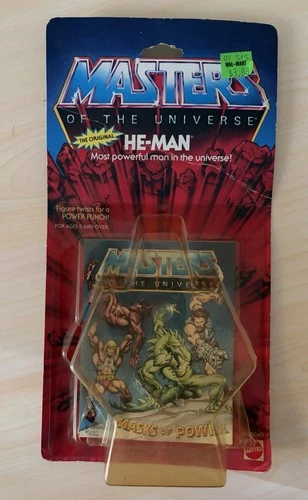 WAL-MART
MASTERS
OF THE UNIVERSE
THE ORIGINAL
HE-MAN
Most powerful man in the universe!
Figure twists for a
POWER PUNCH!
FOR AGES 5 AND OVER.
MASTERS
THE UNIVERSE
MASKS OF POWER
MATTEL